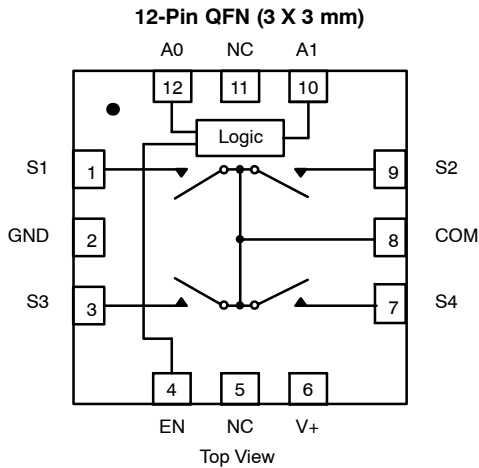 12-Pin QFN (3 X 3 mm)
A0 NC A1
12 11 10
Logic
S1 1 9 S2
GND 2 8 COM
S3 3 7 S4
4 5 6
EN NC V+
Top View